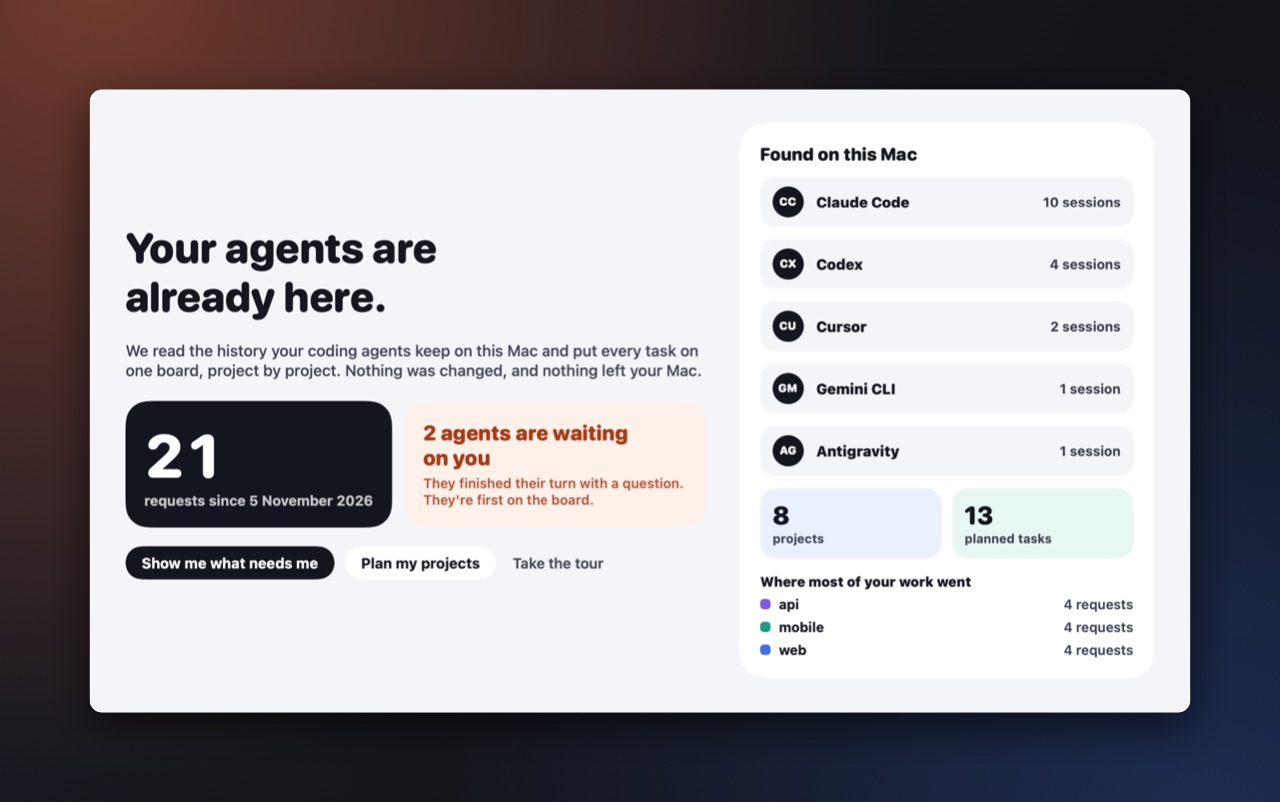 Your agents are
already here.
We read the history your coding agents keep on this Mac and put every task on
one board, project by project. Nothing was changed, and nothing left your Mac.
21
requests since 5 November 2026
2 agents are waiting
on you
They finished their turn with a question.
They're first on the board.
Show me what needs me
Plan my projects
Take the tour
Found on this Mac
CC Claude Code 10 sessions
CX Codex 4 sessions
CU Cursor 2 sessions
GM Gemini CLI 1 session
AG Antigravity 1 session
8
projects
13
planned tasks
Where most of your work went
api 4 requests
mobile 4 requests
web 4 requests